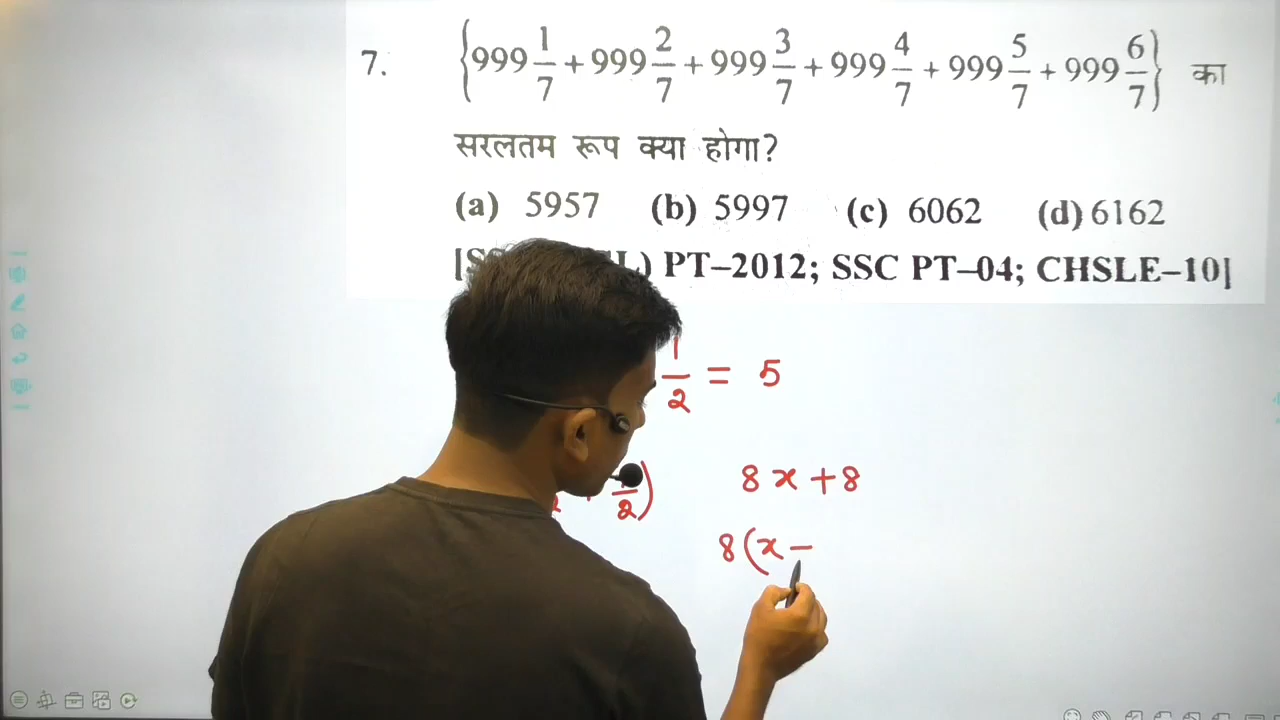 7. {999 1/7 + 999 2/7 + 999 3/7 + 999 4/7 + 999 5/7 + 999 6/7} का
सरलतम रूप क्या होगा?
(a) 5957 (b) 5997 (c) 6062 (d) 6162
PT–2012; SSC PT–04; CHSLE–10]
1/2 = 5
2) 8x + 8
8(x –